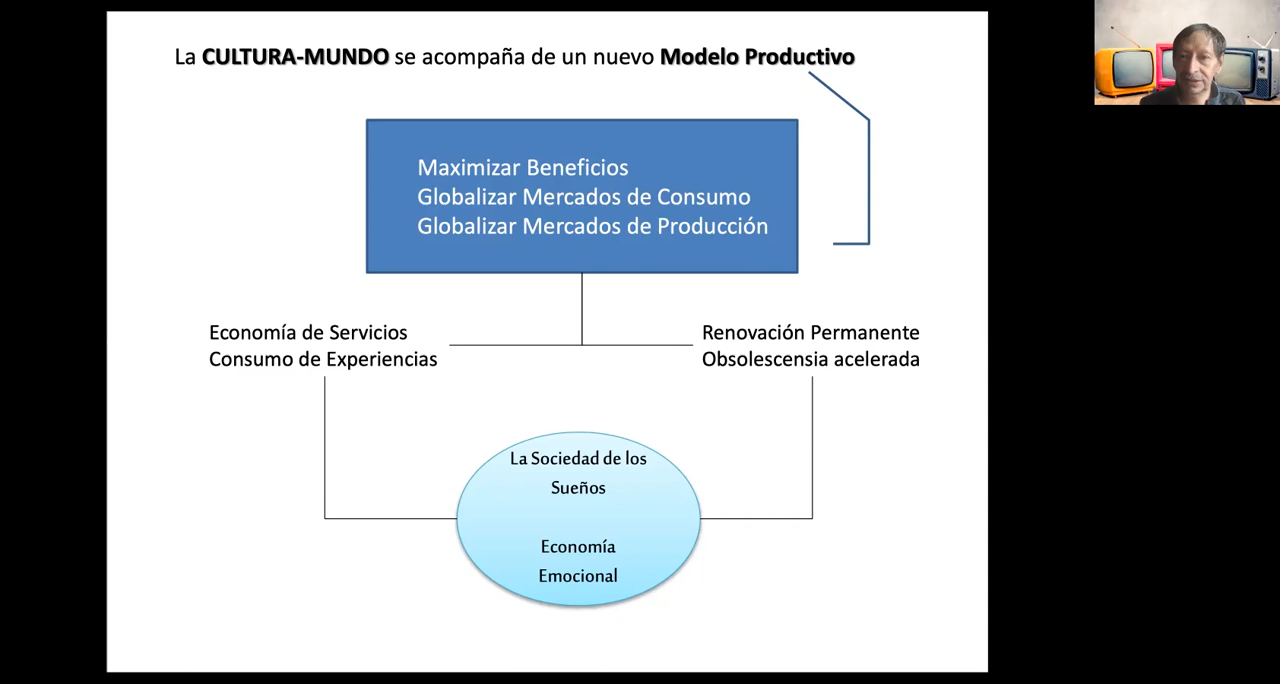 La CULTURA-MUNDO se acompaña de un nuevo Modelo Productivo
Maximizar Beneficios
Globalizar Mercados de Consumo
Globalizar Mercados de Producción
Economía de Servicios
Consumo de Experiencias
Renovación Permanente
Obsolescensia acelerada
La Sociedad de los
Sueños
Economía
Emocional